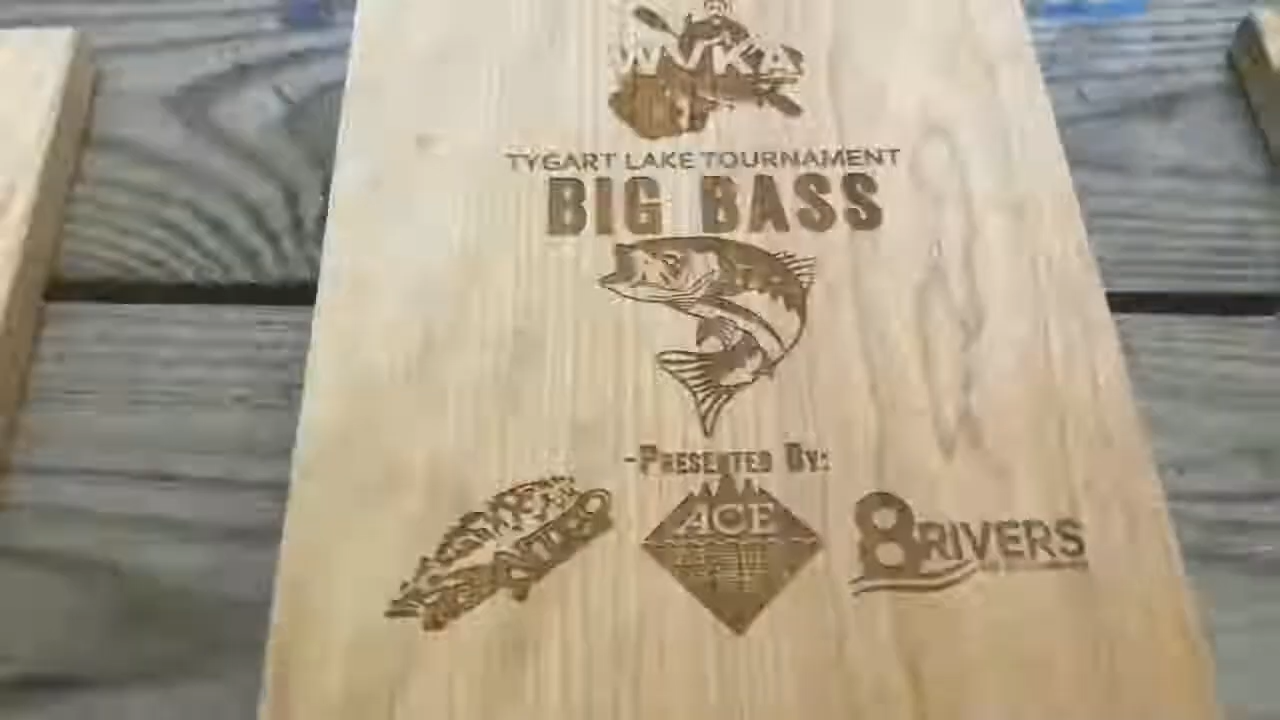 WVKA
TYGART LAKE TOURNAMENT
BIG BASS
-PRESENTED BY:
ACE
8RIVERS